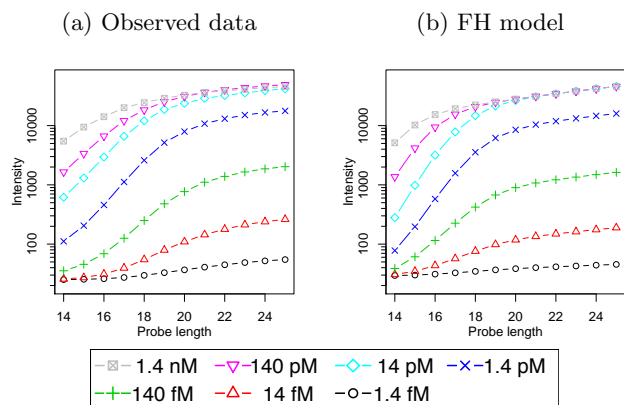 (a) Observed data
(b) FH model
Intensity
10000
1000
100
14 16 18 20 22 24
Probe length
Intensity
10000
1000
100
14 16 18 20 22 24
Probe length
1.4 nM 140 pM 14 pM 1.4 pM
140 fM 14 fM 1.4 fM